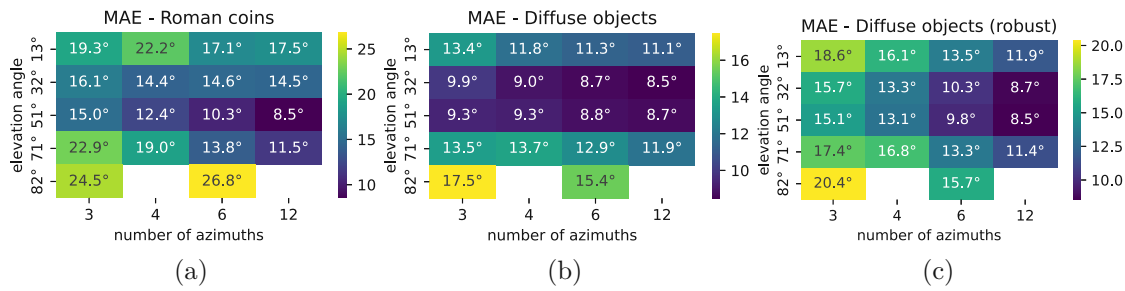 MAE - Roman coins
elevation angle
13° 19.3° 22.2° 17.1° 17.5°
32° 16.1° 14.4° 14.6° 14.5°
51° 15.0° 12.4° 10.3° 8.5°
71° 22.9° 19.0° 13.8° 11.5°
82° 24.5° 26.8°
3 4 6 12
number of azimuths
25
20
15
10
(a)
MAE - Diffuse objects
elevation angle
13° 13.4° 11.8° 11.3° 11.1°
32° 9.9° 9.0° 8.7° 8.5°
51° 9.3° 9.3° 8.8° 8.7°
71° 13.5° 13.7° 12.9° 11.9°
82° 17.5° 15.4°
3 4 6 12
number of azimuths
16
14
12
10
(b)
MAE - Diffuse objects (robust)
elevation angle
13° 18.6° 16.1° 13.5° 11.9°
32° 15.7° 13.3° 10.3° 8.7°
51° 15.1° 13.1° 9.8° 8.5°
71° 17.4° 16.8° 13.3° 11.4°
82° 20.4° 15.7°
3 4 6 12
number of azimuths
20.0
17.5
15.0
12.5
10.0
(c)